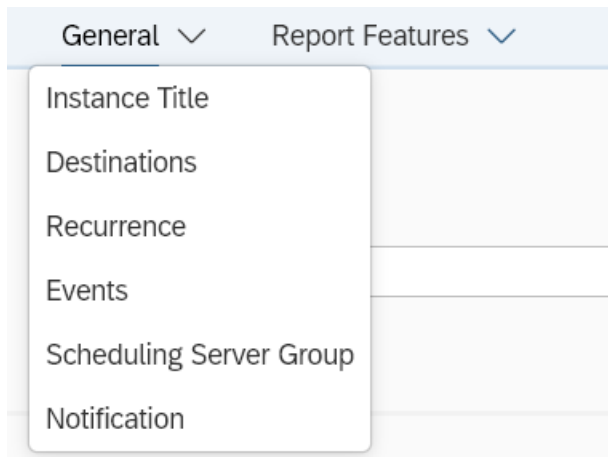 General Report Features
Instance Title
Destinations
Recurrence
Events
Scheduling Server Group
Notification